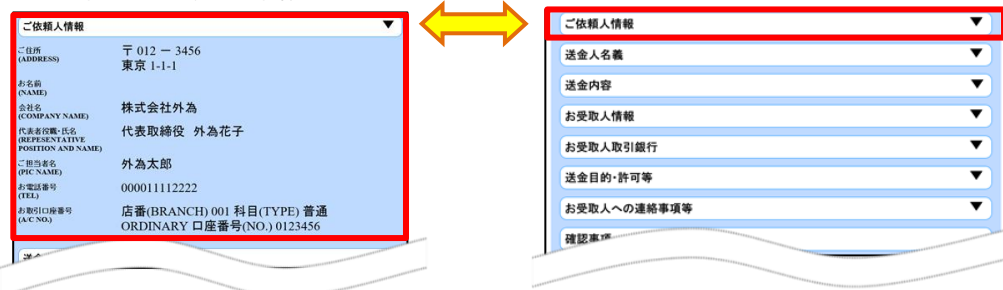 ご依頼人情報 ▼
ご住所
(ADDRESS)
〒 012 － 3456
東京 1-1-1
お名前
(NAME)
会社名
(COMPANY NAME)
株式会社外為
代表者役職・氏名
(REPESENTATIVE
POSITION AND NAME)
代表取締役 外為花子
ご担当者名
(PIC NAME)
外為太郎
お電話番号
(TEL)
000011112222
お取引口座番号
(A/C NO.)
店番(BRANCH) 001 科目(TYPE) 普通
ORDINARY 口座番号(NO.) 0123456
ご依頼人情報 ▼
送金人名義 ▼
送金内容 ▼
お受取人情報 ▼
お受取人取引銀行 ▼
送金目的・許可等 ▼
お受取人への連絡事項等 ▼
確認事項